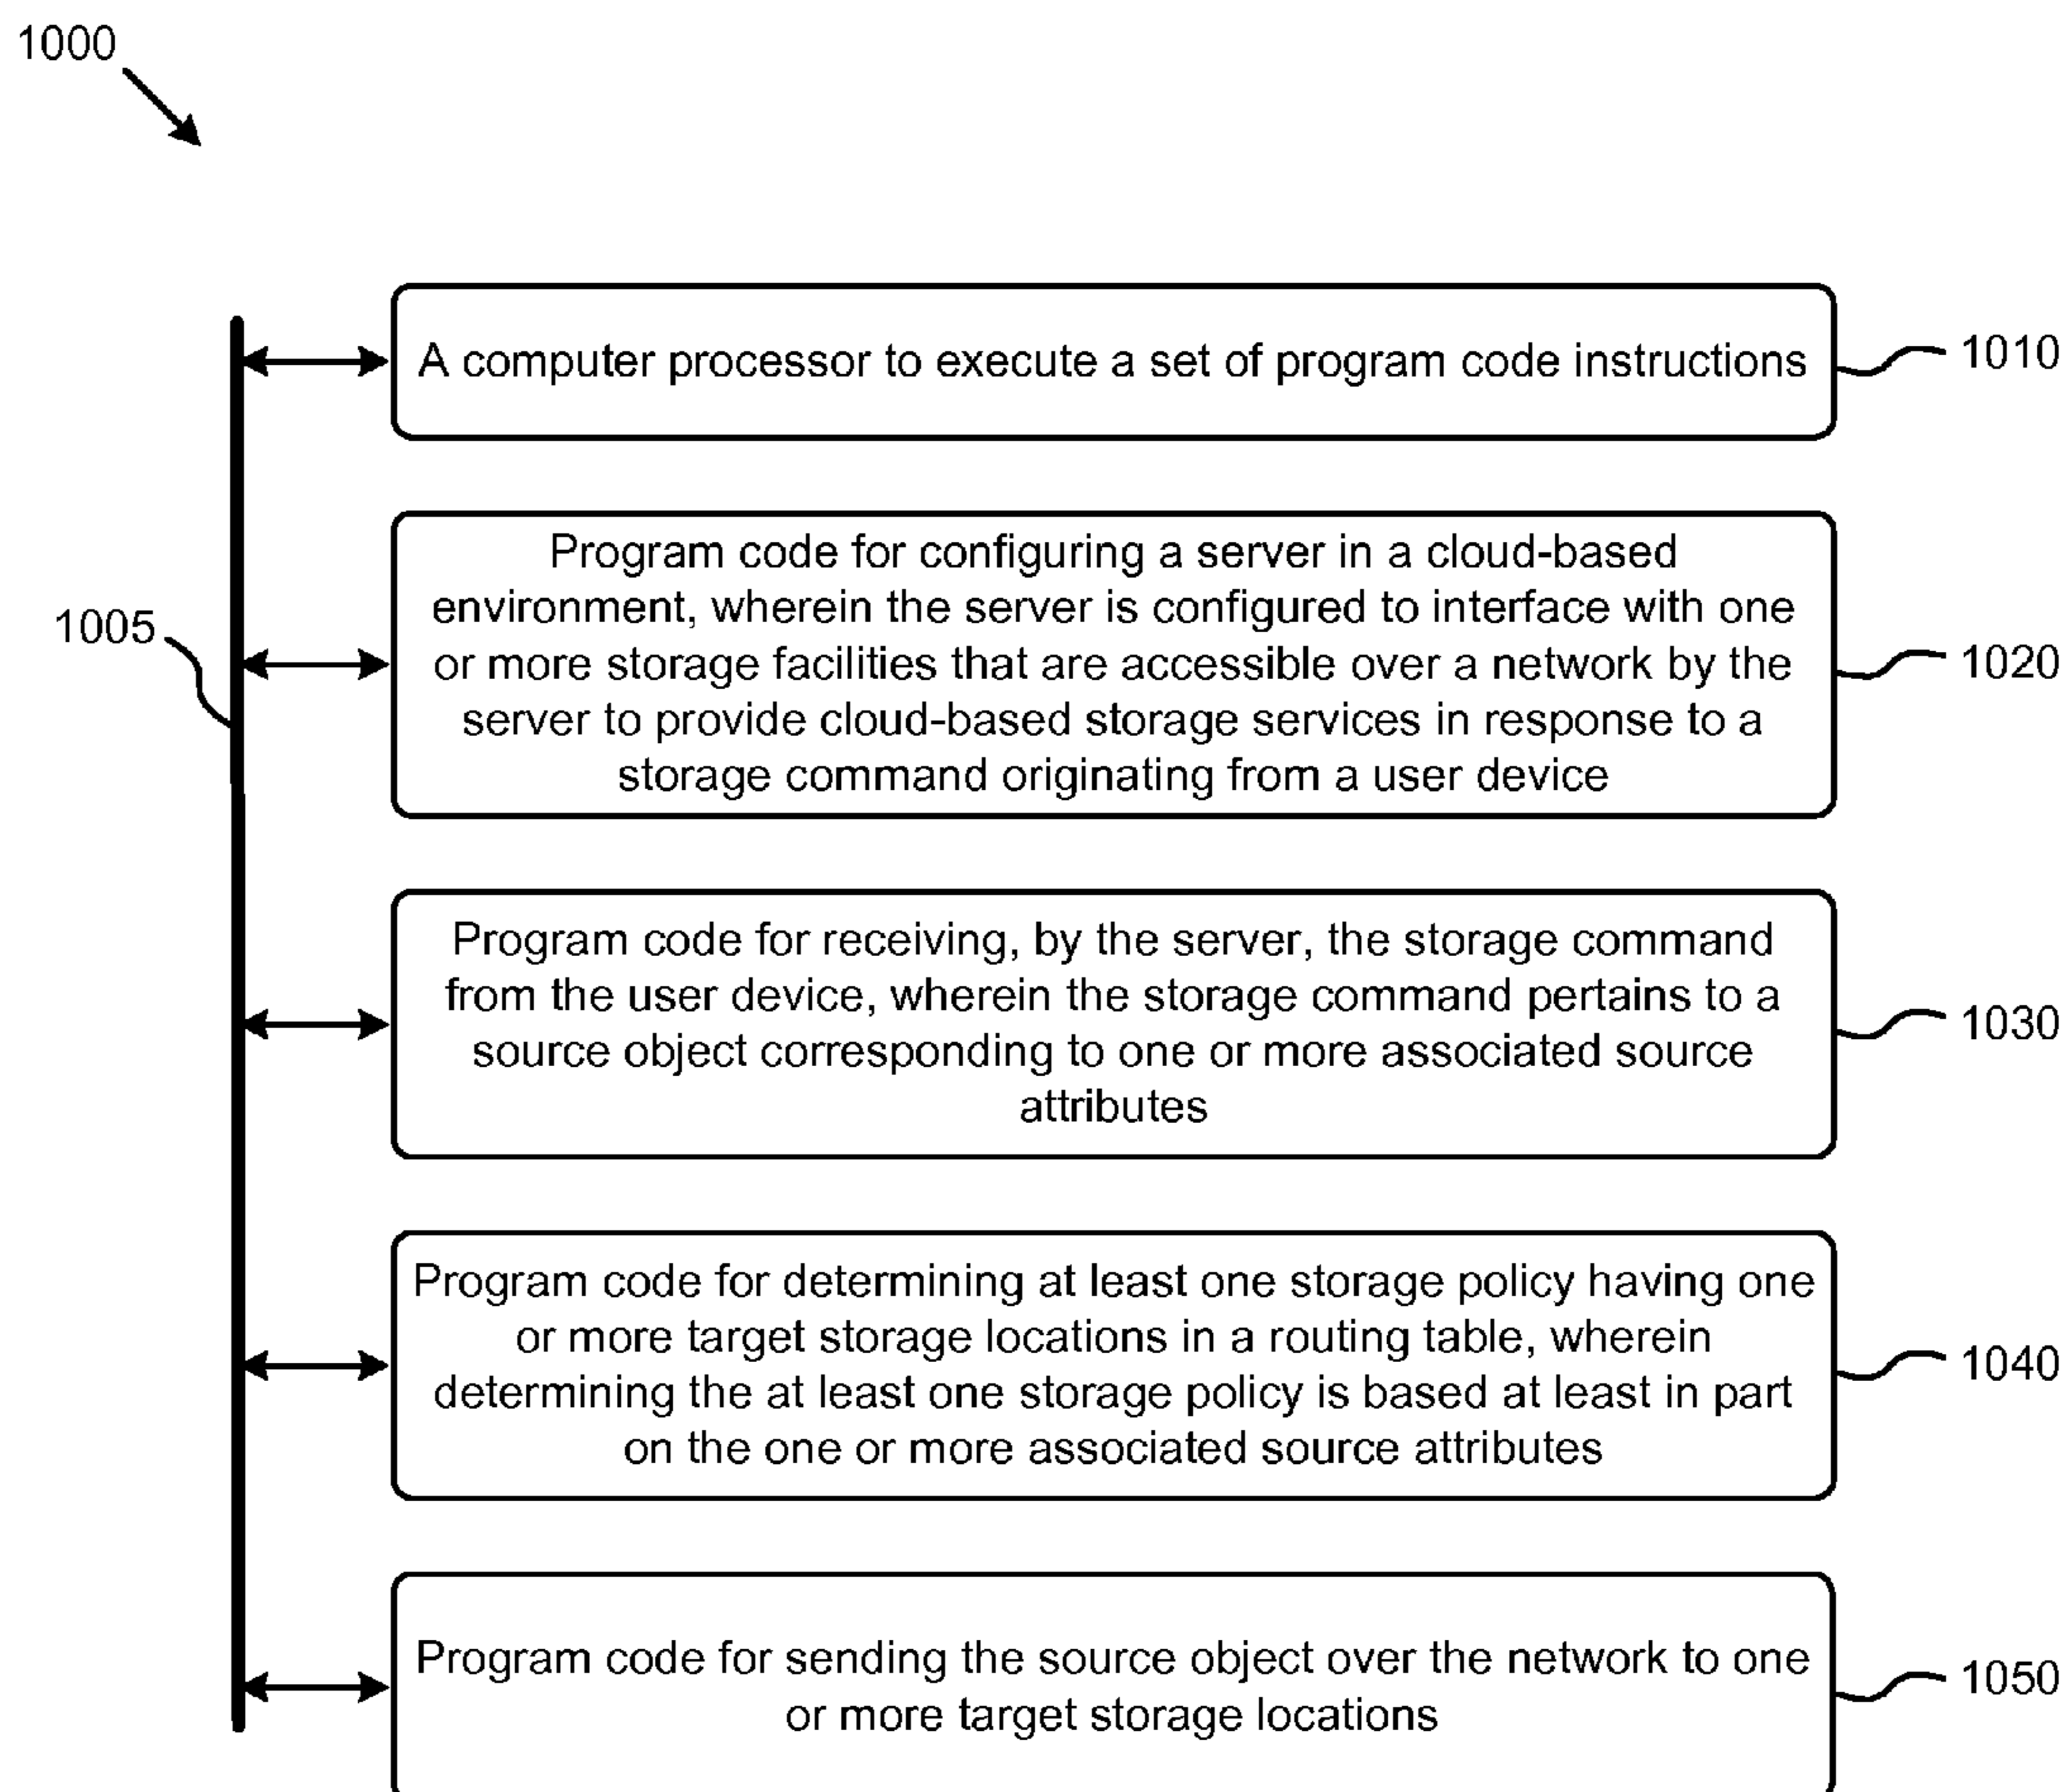 1000
A computer processor to execute a set of program code instructions
1010
Program code for configuring a server in a cloud-based
environment, wherein the server is configured to interface with one
or more storage facilities that are accessible over a network by the
server to provide cloud-based storage services in response to a
storage command originating from a user device
1005
1020
Program code for receiving, by the server, the storage command
from the user device, wherein the storage command pertains to a
source object corresponding to one or more associated source
attributes
1030
Program code for determining at least one storage policy having one
or more target storage locations in a routing table, wherein
determining the at least one storage policy is based at least in part
on the one or more associated source attributes
1040
Program code for sending the source object over the network to one
or more target storage locations
1050